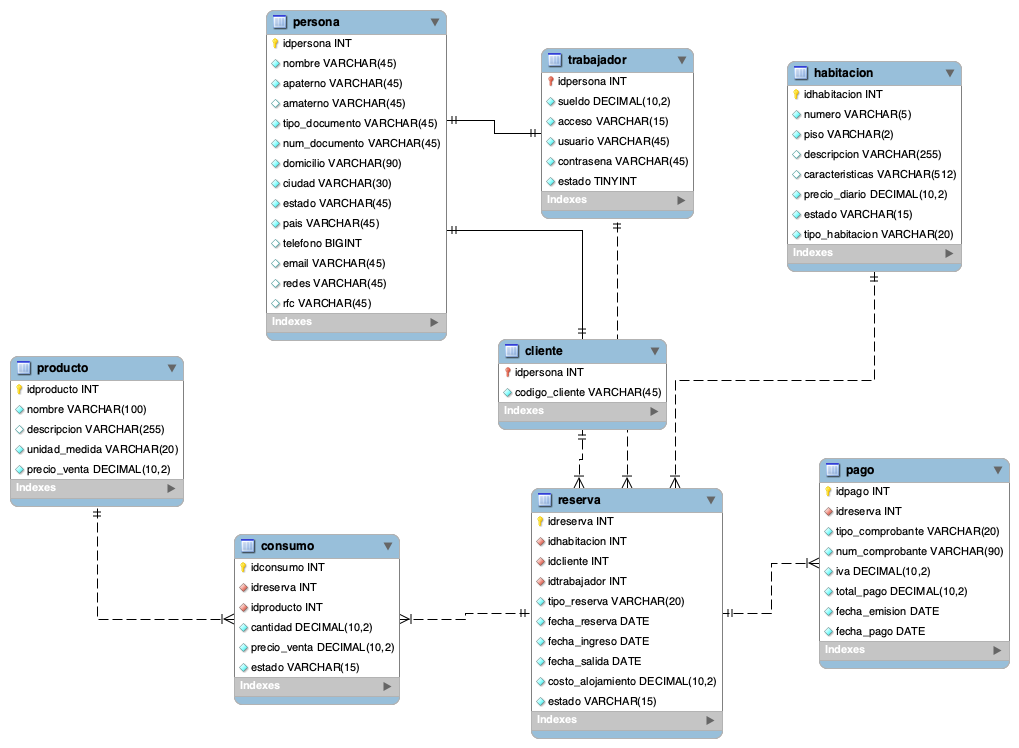 persona
idpersona INT
nombre VARCHAR(45)
apaterno VARCHAR(45)
amaterno VARCHAR(45)
tipo_documento VARCHAR(45)
num_documento VARCHAR(45)
domicilio VARCHAR(90)
ciudad VARCHAR(30)
estado VARCHAR(45)
pais VARCHAR(45)
telefono BIGINT
email VARCHAR(45)
redes VARCHAR(45)
rfc VARCHAR(45)
Indexes
trabajador
idpersona INT
sueldo DECIMAL(10,2)
acceso VARCHAR(15)
usuario VARCHAR(45)
contrasena VARCHAR(45)
estado TINYINT
Indexes
habitacion
idhabitacion INT
numero VARCHAR(5)
piso VARCHAR(2)
descripcion VARCHAR(255)
caracteristicas VARCHAR(512)
precio_diario DECIMAL(10,2)
estado VARCHAR(15)
tipo_habitacion VARCHAR(20)
Indexes
cliente
idpersona INT
codigo_cliente VARCHAR(45)
Indexes
producto
idproducto INT
nombre VARCHAR(100)
descripcion VARCHAR(255)
unidad_medida VARCHAR(20)
precio_venta DECIMAL(10,2)
Indexes
consumo
idconsumo INT
idreserva INT
idproducto INT
cantidad DECIMAL(10,2)
precio_venta DECIMAL(10,2)
estado VARCHAR(15)
Indexes
reserva
idreserva INT
idhabitacion INT
idcliente INT
idtrabajador INT
tipo_reserva VARCHAR(20)
fecha_reserva DATE
fecha_ingreso DATE
fecha_salida DATE
costo_alojamiento DECIMAL(10,2)
estado VARCHAR(15)
Indexes
pago
idpago INT
idreserva INT
tipo_comprobante VARCHAR(20)
num_comprobante VARCHAR(90)
iva DECIMAL(10,2)
total_pago DECIMAL(10,2)
fecha_emision DATE
fecha_pago DATE
Indexes